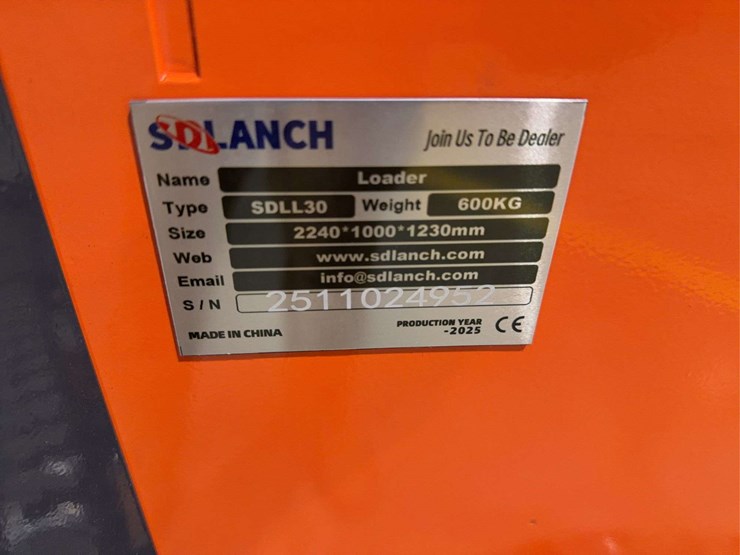 SDLANCH Join Us To Be Dealer
Name Loader
Type SDLL30 Weight 600KG
Size 2240*1000*1230mm
Web www.sdlanch.com
Email info@sdlanch.com
S / N 2511024952
MADE IN CHINA PRODUCTION YEAR
-2025 CE